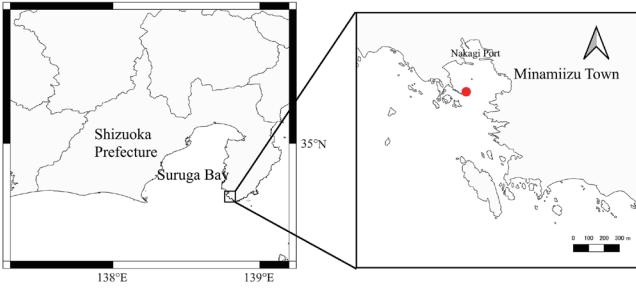 Shizuoka
Prefecture
Suruga Bay
35°N
138°E
139°E
Nakagi Port
Minamiizu Town
0 100 200 300 m